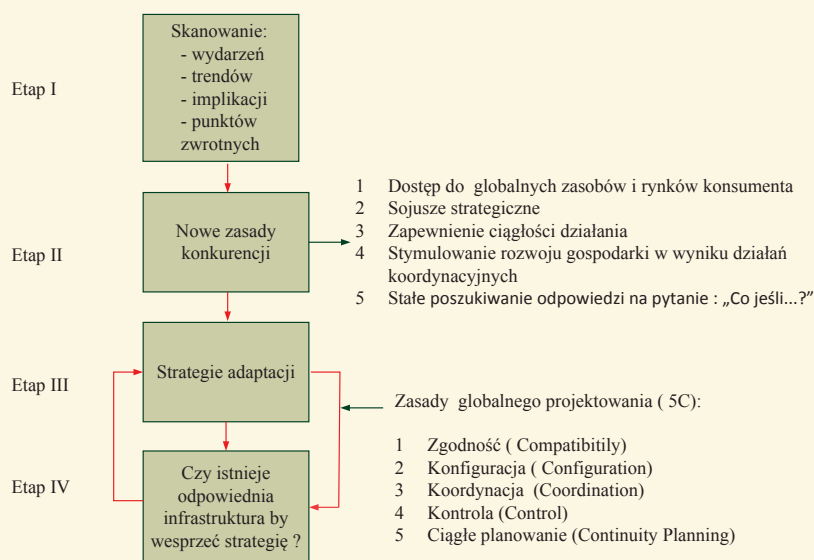 Etap I
Skanowanie:
- wydarzeń
- trendów
- implikacji
- punktów
zwrotnych
Etap II
Nowe zasady
konkurencji
1 Dostęp do globalnych zasobów i rynków konsumenta
2 Sojusze strategiczne
3 Zapewnienie ciągłości działania
4 Stymulowanie rozwoju gospodarki w wyniku działań
koordynacyjnych
5 Stałe poszukiwanie odpowiedzi na pytanie : „Co jeśli...?”
Etap III
Strategie adaptacji
Zasady globalnego projektowania ( 5C):
1 Zgodność ( Compatibitily)
2 Konfiguracja ( Configuration)
3 Koordynacja (Coordination)
4 Kontrola (Control)
5 Ciągłe planowanie (Continuity Planning)
Etap IV
Czy istnieje
odpowiednia
infrastruktura by
wesprzeć strategię ?